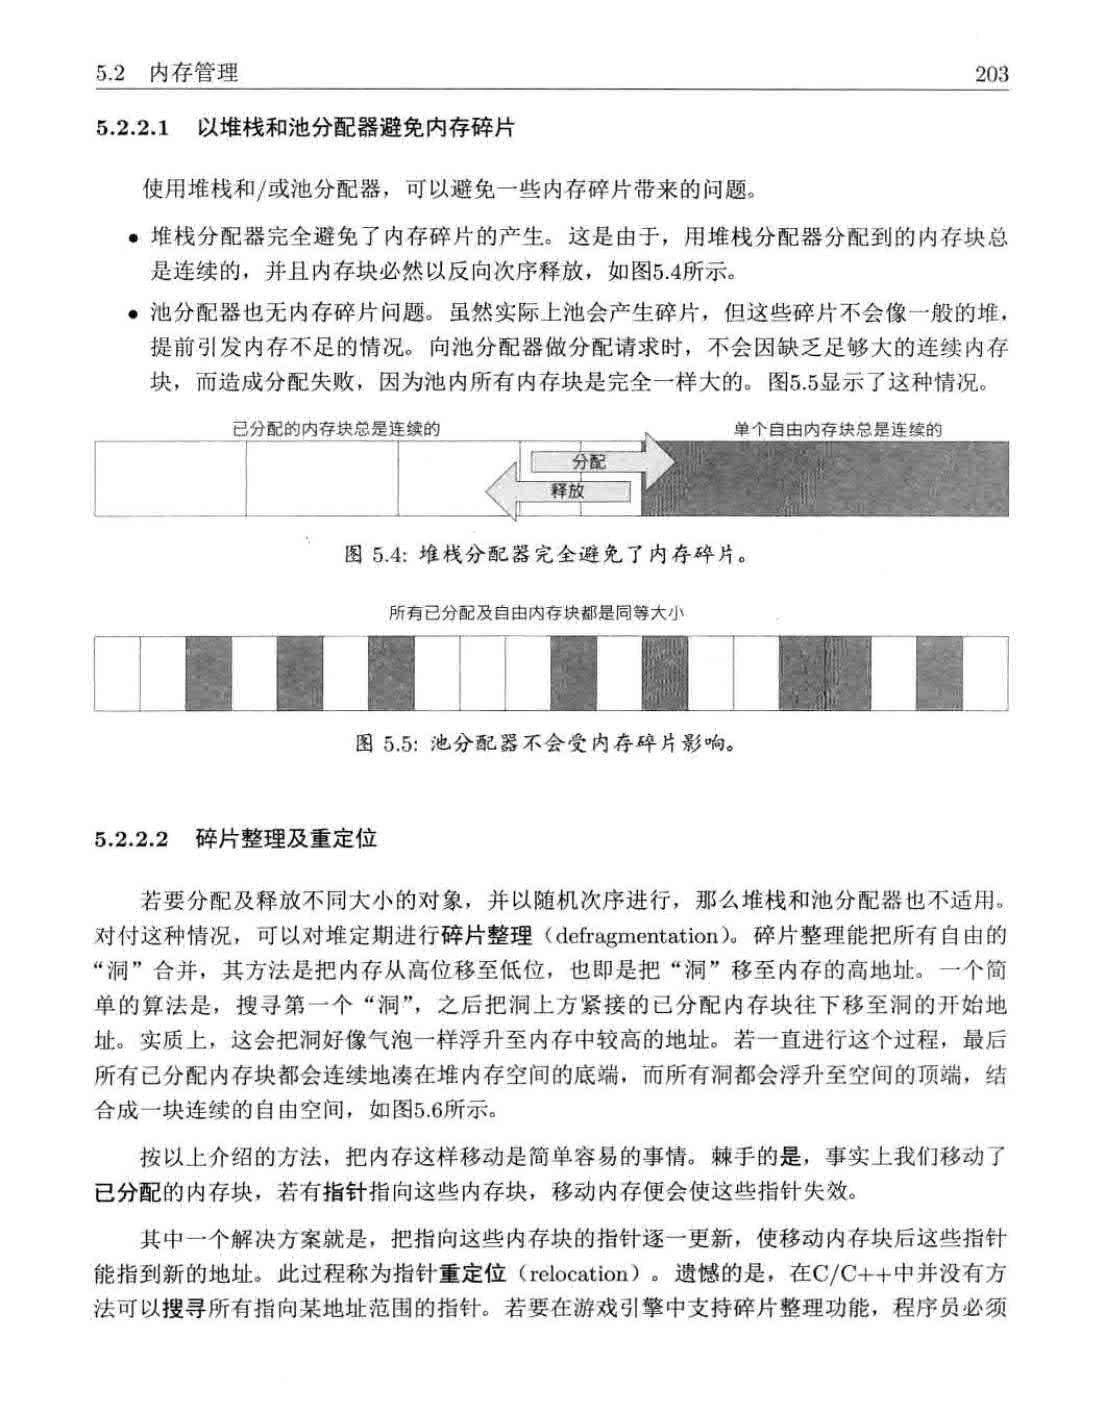 5.2 内存管理 203
5.2.2.1 以堆栈和池分配器避免内存碎片
使用堆栈和/或池分配器，可以避免一些内存碎片带来的问题。
• 堆栈分配器完全避免了内存碎片的产生。这是由于，用堆栈分配器分配到的内存块总
是连续的，并且内存块必然以反向次序释放，如图5.4所示。
• 池分配器也无内存碎片问题。虽然实际上池会产生碎片，但这些碎片不会像一般的堆，
提前引发内存不足的情况。向池分配器做分配请求时，不会因缺乏足够大的连续内存
块，而造成分配失败，因为池内所有内存块是完全一样大的。图5.5显示了这种情况。
已分配的内存块总是连续的 单个自由内存块总是连续的
分配
释放
图 5.4: 堆栈分配器完全避免了内存碎片。
所有已分配及自由内存块都是同等大小
图 5.5: 池分配器不会受内存碎片影响。
5.2.2.2 碎片整理及重定位
若要分配及释放不同大小的对象，并以随机次序进行，那么堆栈和池分配器也不适用。
对付这种情况，可以对堆定期进行碎片整理（defragmentation）。碎片整理能把所有自由的
“洞”合并，其方法是把内存从高位移至低位，也即是把“洞”移至内存的高地址。一个简
单的算法是，搜寻第一个“洞”，之后把洞上方紧接的已分配内存块往下移至洞的开始地
址。实质上，这会把洞好像气泡一样浮升至内存中较高的地址。若一直进行这个过程，最后
所有已分配内存块都会连续地凑在堆内存空间的底端，而所有洞都会浮升至空间的顶端，结
合成一块连续的自由空间，如图5.6所示。
按以上介绍的方法，把内存这样移动是简单容易的事情。棘手的是，事实上我们移动了
已分配的内存块，若有指针指向这些内存块，移动内存便会使这些指针失效。
其中一个解决方案就是，把指向这些内存块的指针逐一更新，使移动内存块后这些指针
能指到新的地址。此过程称为指针重定位（relocation）。遗憾的是，在C/C++中并没有方
法可以搜寻所有指向某地址范围的指针。若要在游戏引擎中支持碎片整理功能，程序员必须